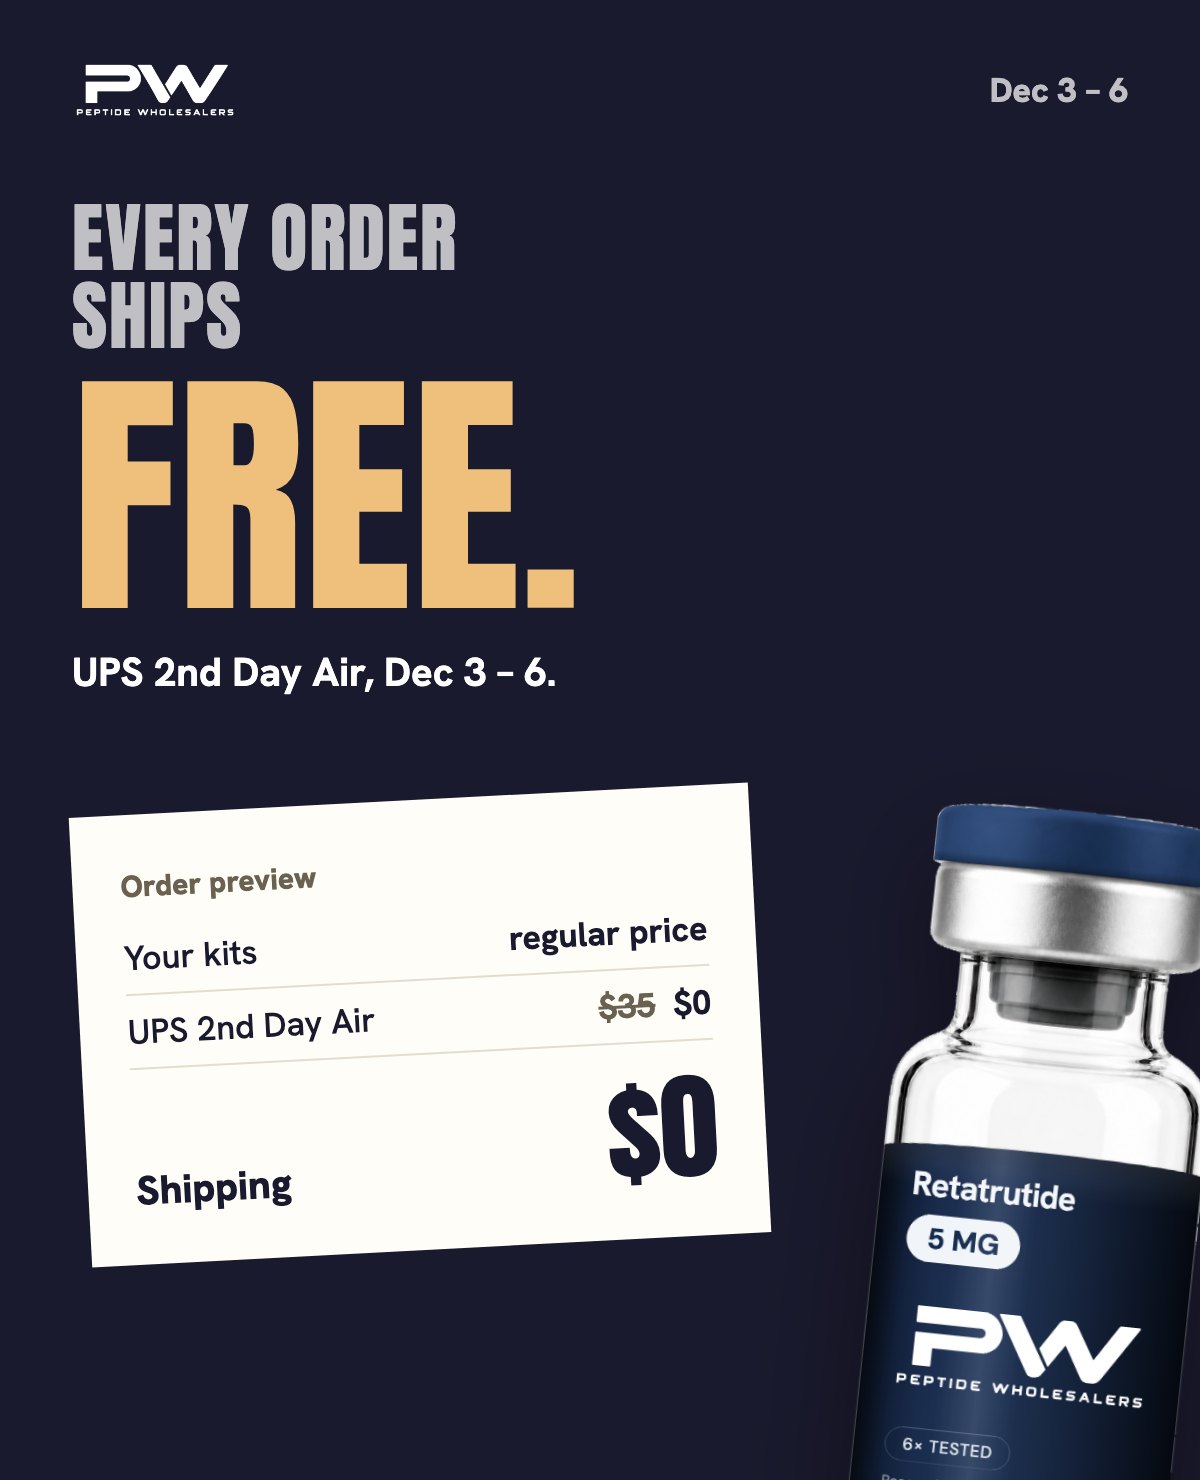 PW
PEPTIDE WHOLESALERS
Dec 3 – 6
EVERY ORDER
SHIPS
FREE.
UPS 2nd Day Air, Dec 3 – 6.
Order preview
Your kits regular price
UPS 2nd Day Air $35 $0
Shipping $0
Retatrutide
5 MG
PW
PEPTIDE WHOLESALERS
6× TESTED